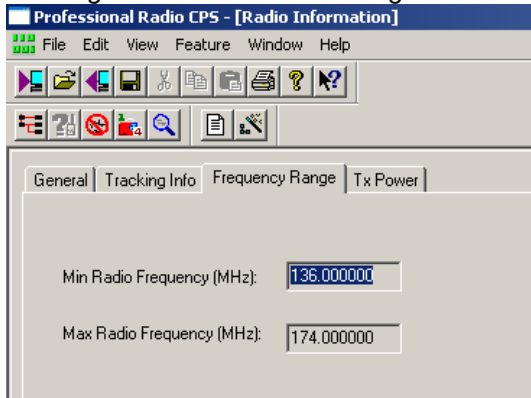 Professional Radio CPS - [Radio Information]
File Edit View Feature Window Help
General Tracking Info Frequency Range Tx Power
Min Radio Frequency (MHz): 136.000000
Max Radio Frequency (MHz): 174.000000